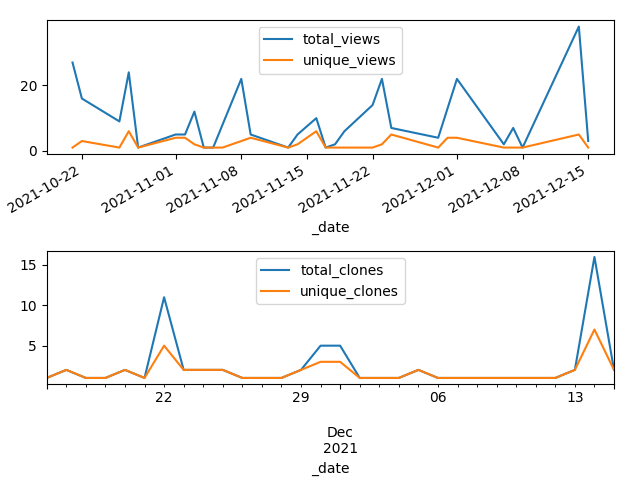 total_views
unique_views
20
0
2021-10-22
2021-11-01
2021-11-08
2021-11-15
2021-11-22
2021-12-01
2021-12-08
2021-12-15
_date
total_clones
unique_clones
15
10
5
22
29
06
13
Dec
2021
_date